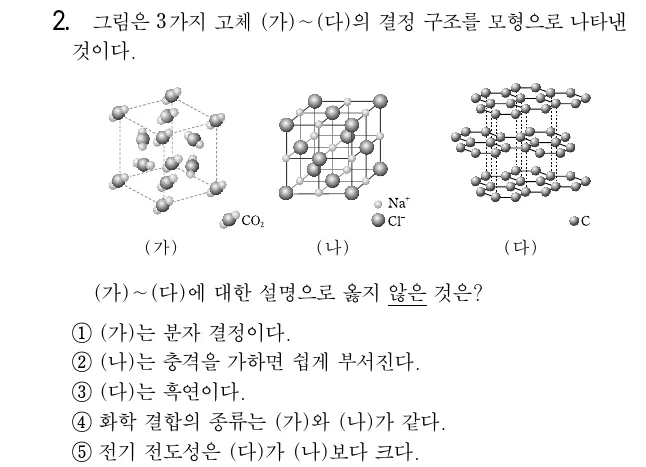 2. 그림은 3가지 고체 (가)~(다)의 결정 구조를 모형으로 나타낸
것이다.
CO₂
Na⁺
Cl⁻
C
(가) (나) (다)
(가)~(다)에 대한 설명으로 옳지 않은 것은?
① (가)는 분자 결정이다.
② (나)는 충격을 가하면 쉽게 부서진다.
③ (다)는 흑연이다.
④ 화학 결합의 종류는 (가)와 (나)가 같다.
⑤ 전기 전도성은 (다)가 (나)보다 크다.